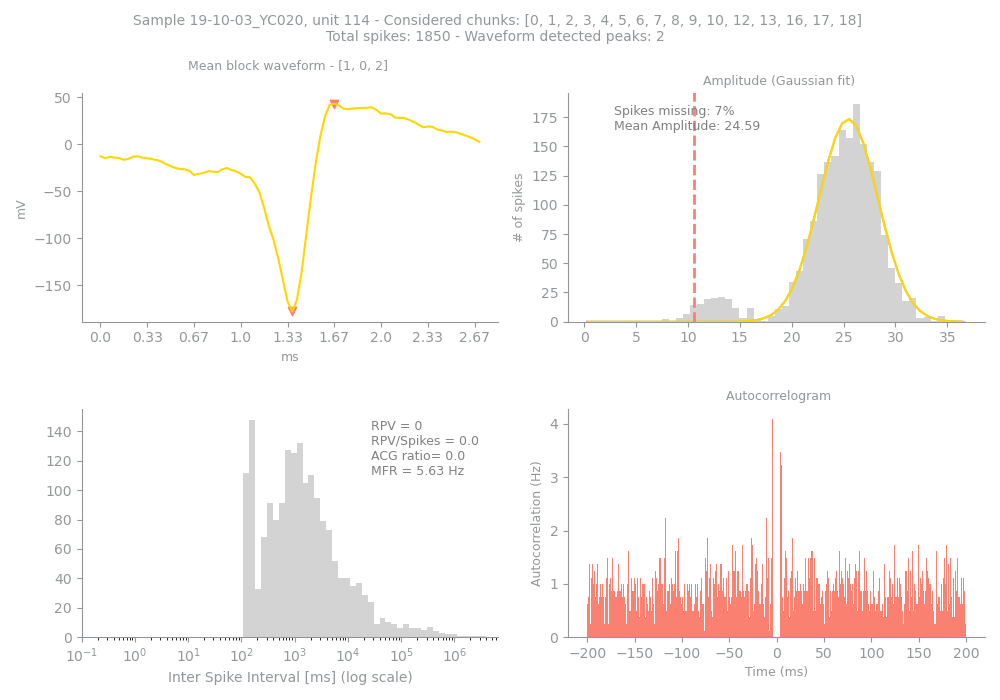 Sample 19-10-03_YC020, unit 114 - Considered chunks: [0, 1, 2, 3, 4, 5, 6, 7, 8, 9, 10, 12, 13, 16, 17, 18]
Total spikes: 1850 - Waveform detected peaks: 2
Mean block waveform - [1, 0, 2]
50
0
−50
−100
−150
mV
0.0 0.33 0.67 1.0 1.33 1.67 2.0 2.33 2.67
ms
Amplitude (Gaussian fit)
Spikes missing: 7%
Mean Amplitude: 24.59
175
150
125
100
75
50
25
0
# of spikes
0 5 10 15 20 25 30 35
140
120
100
80
60
40
20
0
RPV = 0
RPV/Spikes = 0.0
ACG ratio= 0.0
MFR = 5.63 Hz
10⁻¹ 10⁰ 10¹ 10² 10³ 10⁴ 10⁵ 10⁶
Inter Spike Interval [ms] (log scale)
Autocorrelogram
4
3
2
1
0
Autocorrelation (Hz)
−200 −150 −100 −50 0 50 100 150 200
Time (ms)